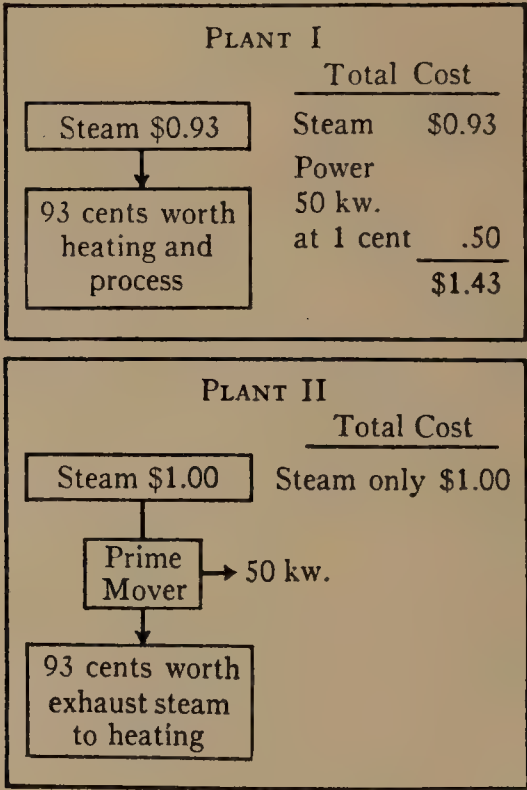 PLANT I
Total Cost
Steam $0.93
93 cents worth
heating and
process
Steam $0.93
Power
50 kw.
at 1 cent .50
$1.43
PLANT II
Total Cost
Steam $1.00
Steam only $1.00
Prime
Mover
50 kw.
93 cents worth
exhaust steam
to heating